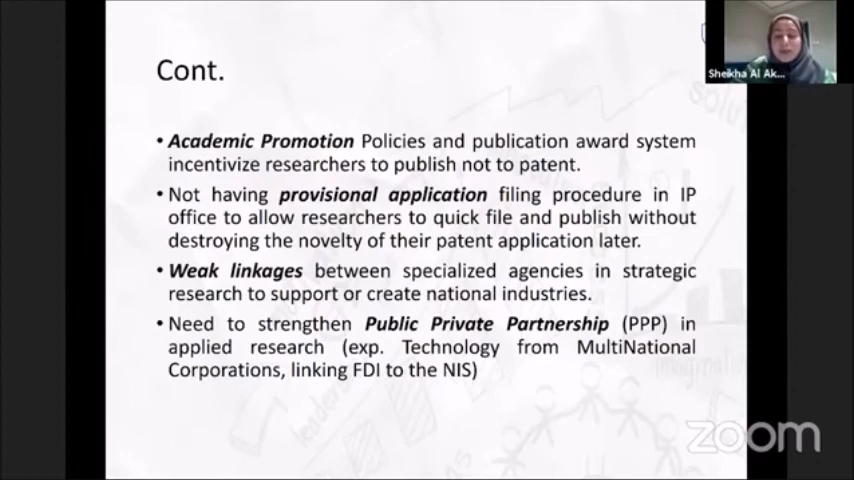 Cont.
• Academic Promotion Policies and publication award system
incentivize researchers to publish not to patent.
• Not having provisional application filing procedure in IP
office to allow researchers to quick file and publish without
destroying the novelty of their patent application later.
• Weak linkages between specialized agencies in strategic
research to support or create national industries.
• Need to strengthen Public Private Partnership (PPP) in
applied research (exp. Technology from MultiNational
Corporations, linking FDI to the NIS)
Sheikha Al Ak...
zoom